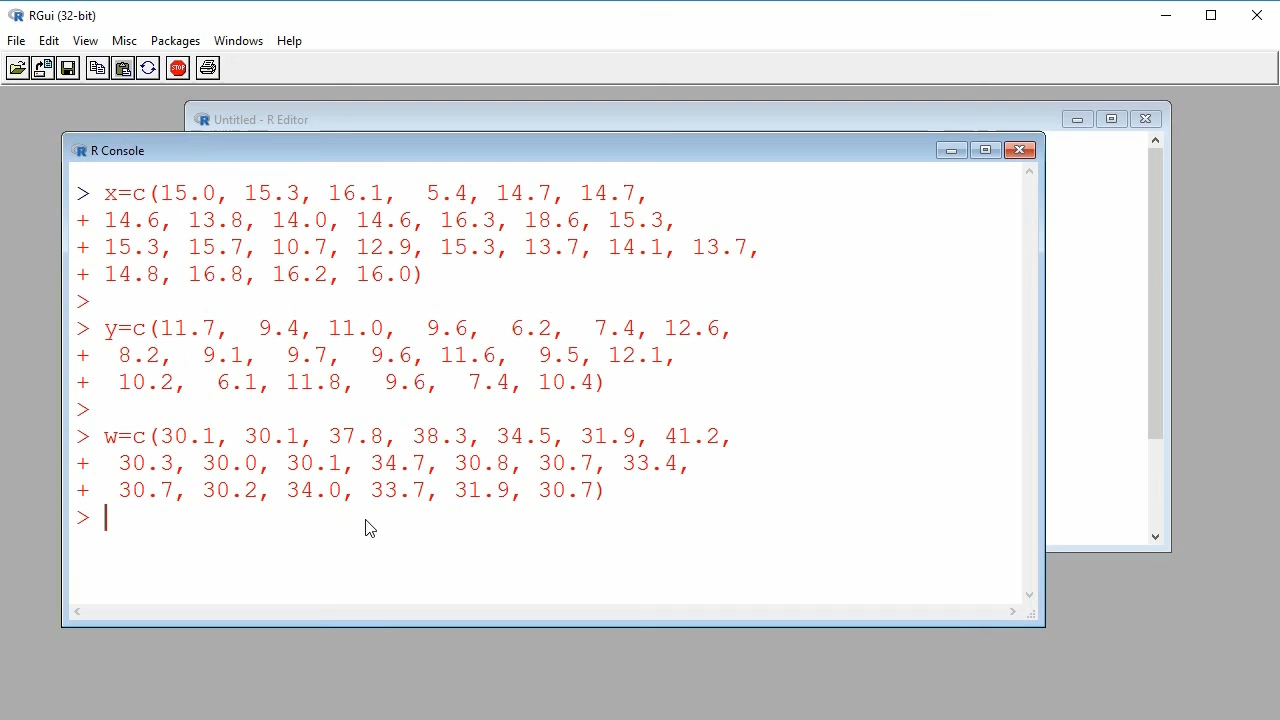 RGui (32-bit)
File Edit View Misc Packages Windows Help
STOP
Untitled - R Editor
R Console
> x=c(15.0, 15.3, 16.1,  5.4, 14.7, 14.7,
+ 14.6, 13.8, 14.0, 14.6, 16.3, 18.6, 15.3,
+ 15.3, 15.7, 10.7, 12.9, 15.3, 13.7, 14.1, 13.7,
+ 14.8, 16.8, 16.2, 16.0)
>
> y=c(11.7,  9.4, 11.0,  9.6,  6.2,  7.4, 12.6,
+  8.2,  9.1,  9.7,  9.6, 11.6,  9.5, 12.1,
+  10.2,  6.1, 11.8,  9.6,  7.4, 10.4)
>
> w=c(30.1, 30.1, 37.8, 38.3, 34.5, 31.9, 41.2,
+  30.3, 30.0, 30.1, 34.7, 30.8, 30.7, 33.4,
+  30.7, 30.2, 34.0, 33.7, 31.9, 30.7)
>